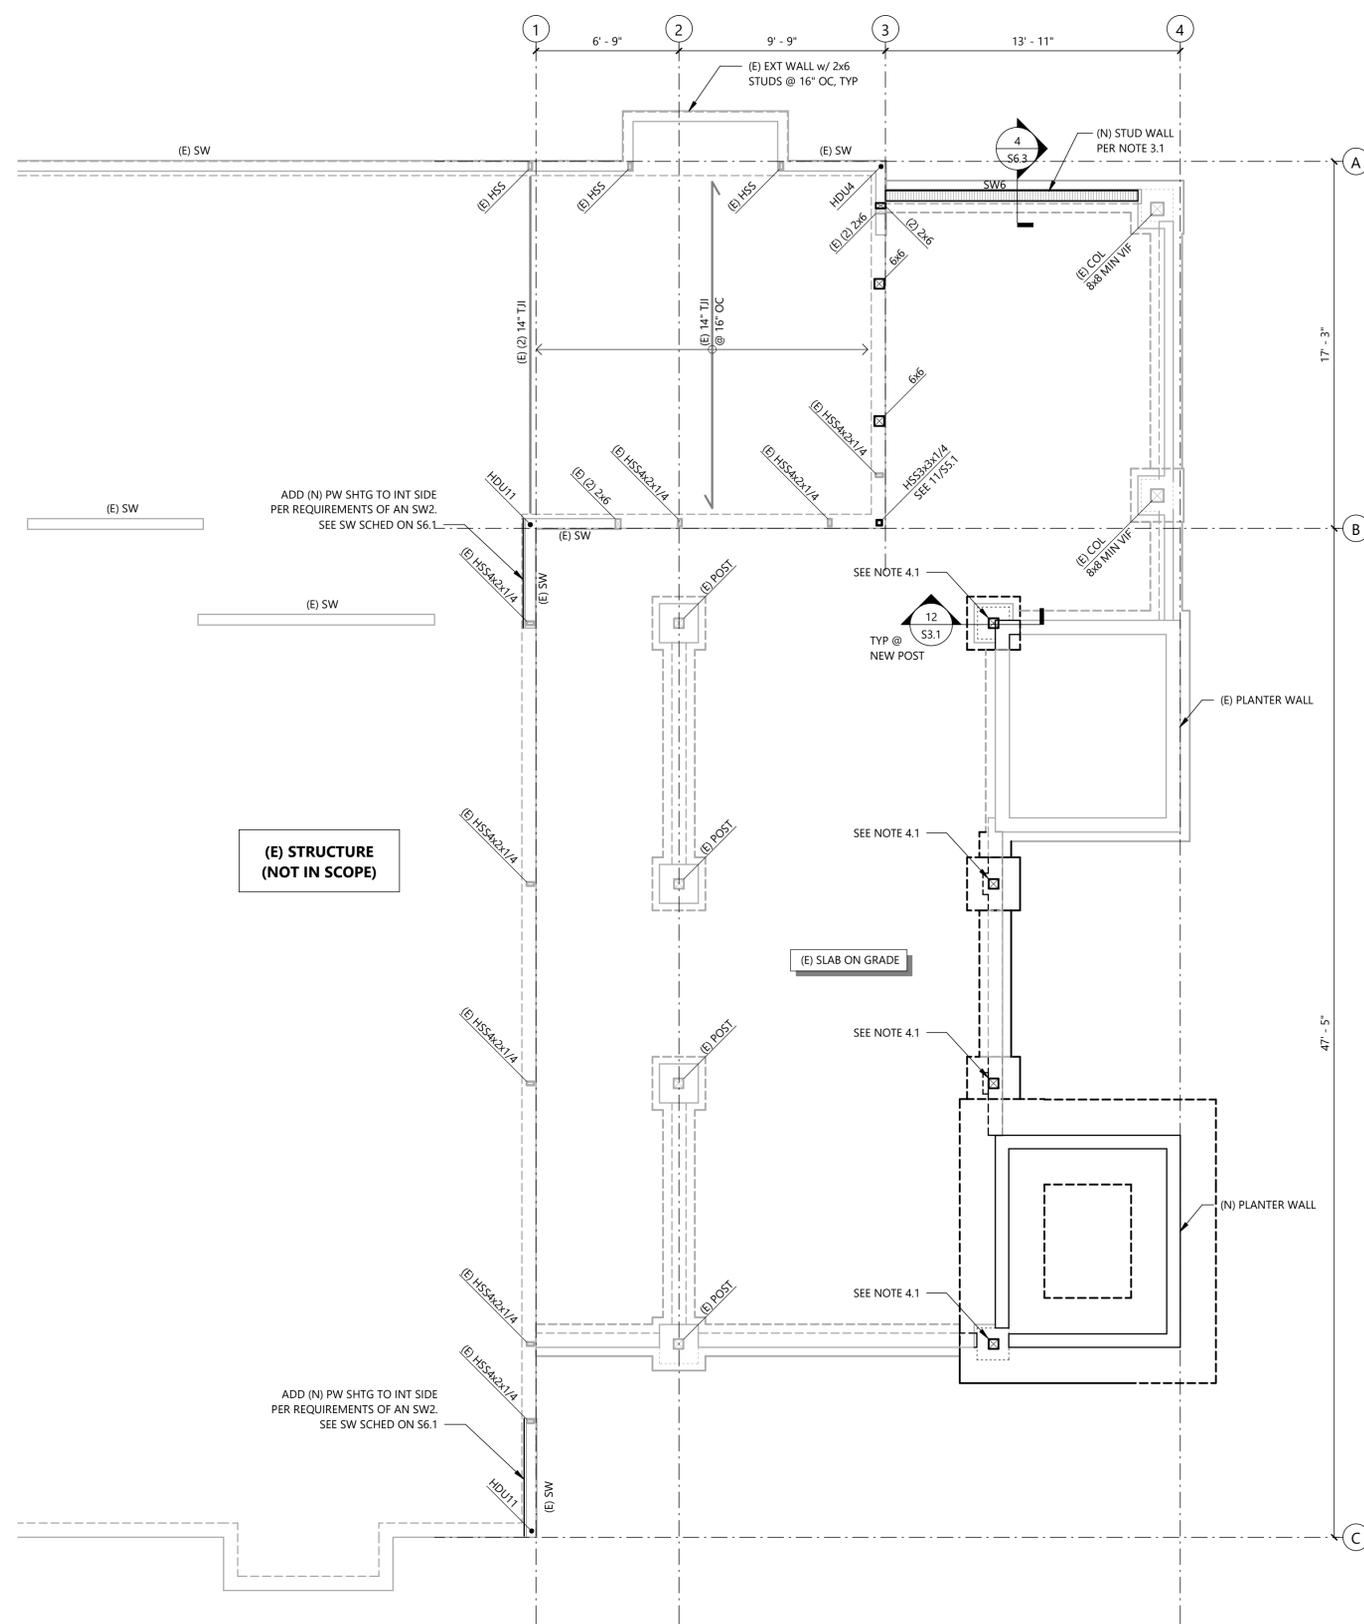 1
2
3
4
6' - 9"
9' - 9"
13' - 11"
(E) EXT WALL w/ 2x6
STUDS @ 16" OC, TYP
(E) SW
(E) SW
4
S6.3
(N) STUD WALL
PER NOTE 3.1
A
SW6
(E) HSS
(E) HSS
(E) HSS
HDU4
(E) (2) 2x6
(2) 2x6
6x6
(E) COL
8x8 MIN VIF
(E) (2) 14" TJI
(E) 14" TJI
@ 16" OC
17' - 3"
6x6
(E) HSS4x2x1/4
HSS3x3x1/4
SEE 11/S5.1
(E) HSS4x2x1/4
(E) HSS4x2x1/4
(E) (2) 2x6
HDU11
ADD (N) PW SHTG TO INT SIDE
PER REQUIREMENTS OF AN SW2.
SEE SW SCHED ON S6.1
(E) SW
(E) SW
B
(E) COL
8x8 MIN VIF
(E) HSS4x2x1/4
(E) SW
(E) SW
(E) POST
SEE NOTE 4.1
12
S3.1
TYP @
NEW POST
(E) PLANTER WALL
(E) STRUCTURE
(NOT IN SCOPE)
(E) HSS4x2x1/4
(E) POST
SEE NOTE 4.1
(E) SLAB ON GRADE
(E) HSS4x2x1/4
(E) POST
SEE NOTE 4.1
47' - 5"
(N) PLANTER WALL
(E) HSS4x2x1/4
(E) POST
SEE NOTE 4.1
(E) HSS4x2x1/4
ADD (N) PW SHTG TO INT SIDE
PER REQUIREMENTS OF AN SW2.
SEE SW SCHED ON S6.1
HDU11
(E) SW
C